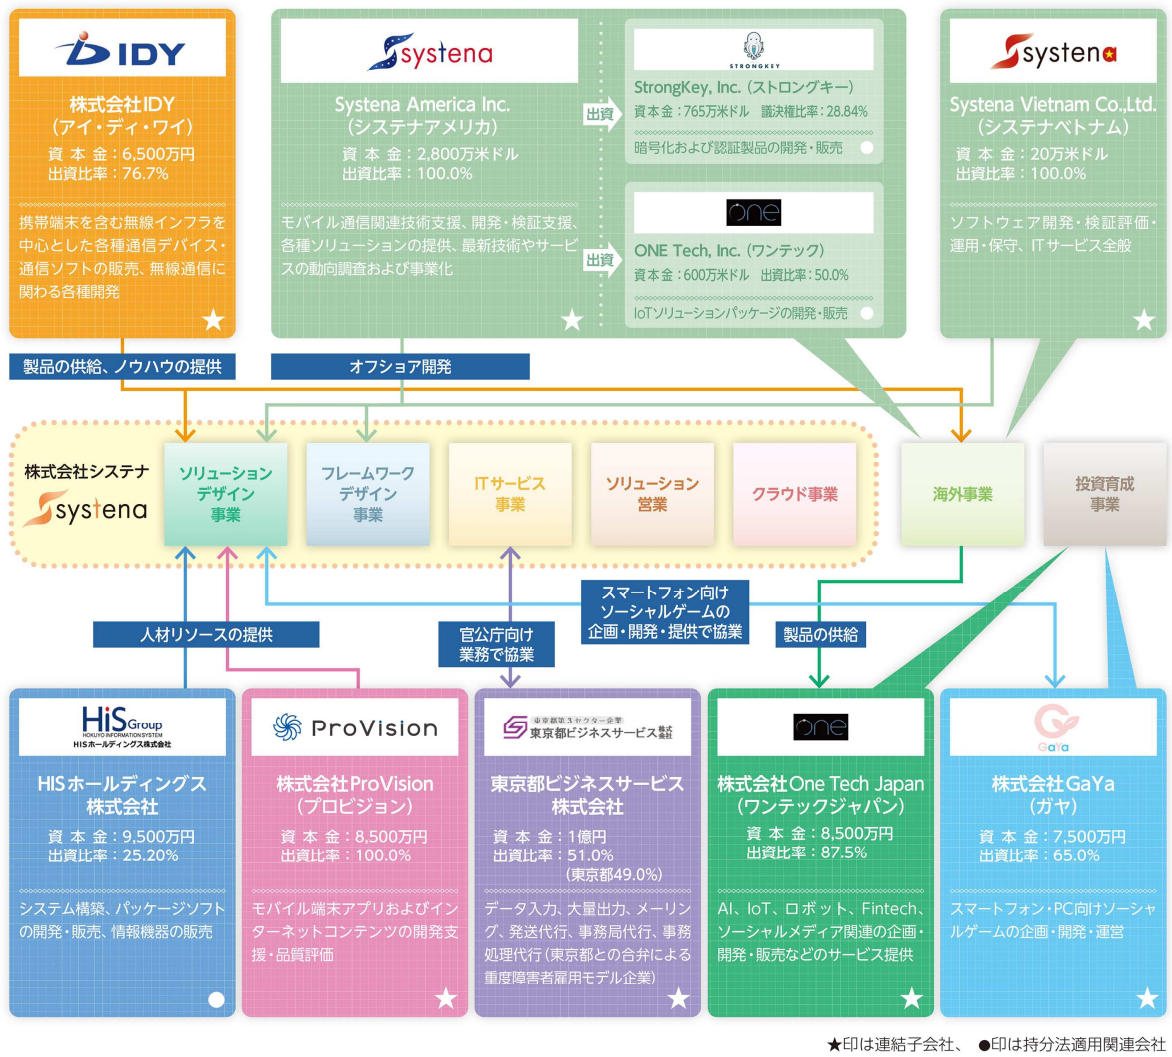 IDY
株式会社IDY
(アイ・ディ・ワイ)
資本金:6,500万円
出資比率:76.7%
携帯端末を含む無線インフラを
中心とした各種通信デバイス・
通信ソフトの販売、無線通信に
関わる各種開発
★
systena
Systena America Inc.
(システナアメリカ)
資本金:2,800万米ドル
出資比率:100.0%
モバイル通信関連技術支援、開発・検証支援、
各種ソリューションの提供、最新技術やサービ
スの動向調査および事業化
★
出資
STRONGKEY
StrongKey, Inc.(ストロングキー)
資本金:765万米ドル 議決権比率:28.84%
暗号化および認証製品の開発・販売 ●
出資
one
ONE Tech, Inc.(ワンテック)
資本金:600万米ドル 出資比率:50.0%
IoTソリューションパッケージの開発・販売 ●
systena
Systena Vietnam Co.,Ltd.
(システナベトナム)
資本金:20万米ドル
出資比率:100.0%
ソフトウェア開発・検証評価・
運用・保守、ITサービス全般
★
製品の供給、ノウハウの提供
オフショア開発
株式会社システナ
systena
ソリューション
デザイン
事業
フレームワーク
デザイン
事業
ITサービス
事業
ソリューション
営業
クラウド事業
海外事業
投資育成
事業
人材リソースの提供
官公庁向け
業務で協業
スマートフォン向け
ソーシャルゲームの
企画・開発・提供で協業
製品の供給
HiS Group
HOKUYO INFORMATION SYSTEM
HISホールディングス株式会社
HISホールディングス
株式会社
資本金:9,500万円
出資比率:25.20%
システム構築、パッケージソフト
の開発・販売、情報機器の販売
●
ProVision
株式会社ProVision
(プロビジョン)
資本金:8,500万円
出資比率:100.0%
モバイル端末アプリおよびイン
ターネットコンテンツの開発支
援・品質評価
★
東京都第3セクター企業
東京都ビジネスサービス株式会社
東京都ビジネスサービス
株式会社
資本金:1億円
出資比率:51.0%
(東京都49.0%)
データ入力、大量出力、メーリン
グ、発送代行、事務局代行、事務
処理代行(東京都との合弁による
重度障害者雇用モデル企業)
★
one
株式会社One Tech Japan
(ワンテックジャパン)
資本金:8,500万円
出資比率:87.5%
AI、IoT、ロボット、Fintech、
ソーシャルメディア関連の企画・
開発・販売などのサービス提供
★
GaYa
株式会社GaYa
(ガヤ)
資本金:7,500万円
出資比率:65.0%
スマートフォン・PC向けソーシャ
ルゲームの企画・開発・運営
★
★印は連結子会社、 ●印は持分法適用関連会社